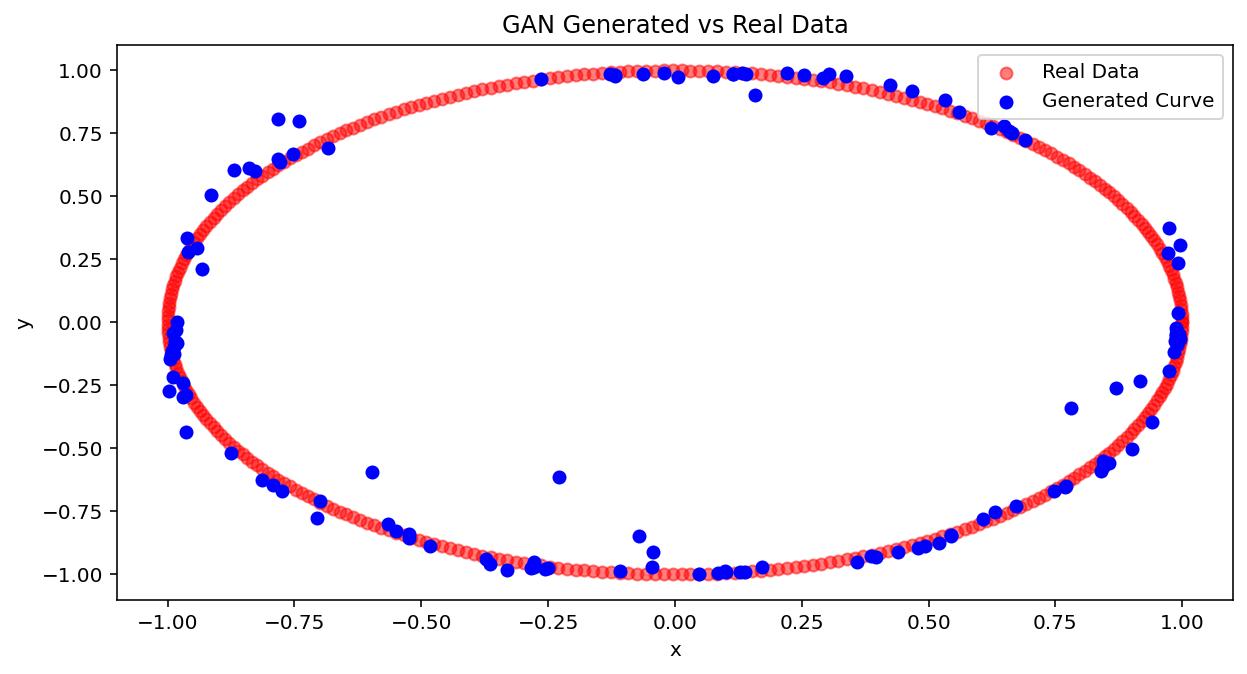 GAN Generated vs Real Data
Real Data
Generated Curve
1.00
0.75
0.50
0.25
0.00
−0.25
−0.50
−0.75
−1.00
y
−1.00 −0.75 −0.50 −0.25 0.00 0.25 0.50 0.75 1.00
x